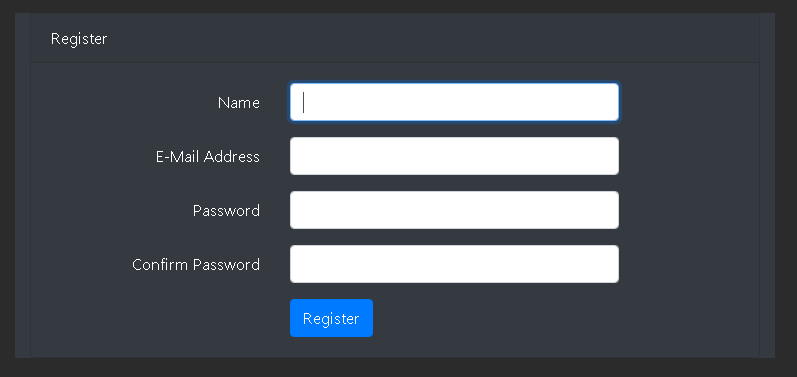 Register
Name
E-Mail Address
Password
Confirm Password
Register